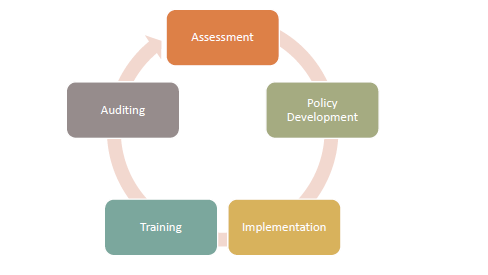 Assessment
Policy
Development
Implementation
Training
Auditing